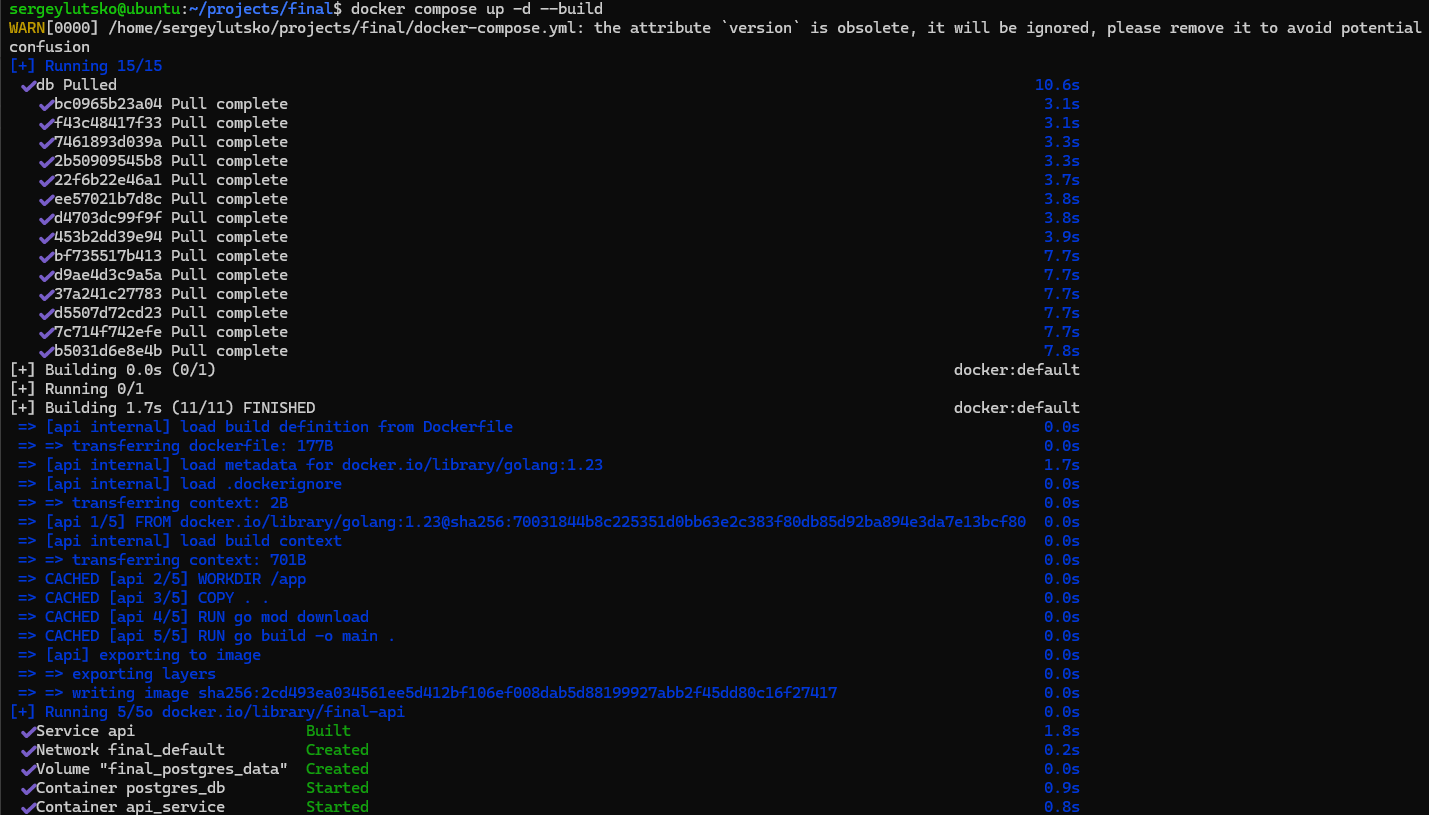 sergeylutsko@ubuntu:~/projects/final$ docker compose up -d --build
WARN[0000] /home/sergeylutsko/projects/final/docker-compose.yml: the attribute `version` is obsolete, it will be ignored, please remove it to avoid potential
confusion
[+] Running 15/15
✔db Pulled 10.6s
✔bc0965b23a04 Pull complete 3.1s
✔f43c48417f33 Pull complete 3.1s
✔7461893d039a Pull complete 3.3s
✔2b50909545b8 Pull complete 3.3s
✔22f6b22e46a1 Pull complete 3.7s
✔ee57021b7d8c Pull complete 3.8s
✔d4703dc99f9f Pull complete 3.8s
✔453b2dd39e94 Pull complete 3.9s
✔bf735517b413 Pull complete 7.7s
✔d9ae4d3c9a5a Pull complete 7.7s
✔37a241c27783 Pull complete 7.7s
✔d5507d72cd23 Pull complete 7.7s
✔7c714f742efe Pull complete 7.7s
✔b5031d6e8e4b Pull complete 7.8s
[+] Building 0.0s (0/1) docker:default
[+] Running 0/1
[+] Building 1.7s (11/11) FINISHED docker:default
=> [api internal] load build definition from Dockerfile 0.0s
=> => transferring dockerfile: 177B 0.0s
=> [api internal] load metadata for docker.io/library/golang:1.23 1.7s
=> [api internal] load .dockerignore 0.0s
=> => transferring context: 2B 0.0s
=> [api 1/5] FROM docker.io/library/golang:1.23@sha256:70031844b8c225351d0bb63e2c383f80db85d92ba894e3da7e13bcf80 0.0s
=> [api internal] load build context 0.0s
=> => transferring context: 701B 0.0s
=> CACHED [api 2/5] WORKDIR /app 0.0s
=> CACHED [api 3/5] COPY . . 0.0s
=> CACHED [api 4/5] RUN go mod download 0.0s
=> CACHED [api 5/5] RUN go build -o main . 0.0s
=> [api] exporting to image 0.0s
=> => exporting layers 0.0s
=> => writing image sha256:2cd493ea034561ee5d412bf106ef008dab5d88199927abb2f45dd80c16f27417 0.0s
[+] Running 5/5o docker.io/library/final-api 0.0s
✔Service api Built 1.8s
✔Network final_default Created 0.2s
✔Volume "final_postgres_data" Created 0.0s
✔Container postgres_db Started 0.9s
✔Container api_service Started 0.8s